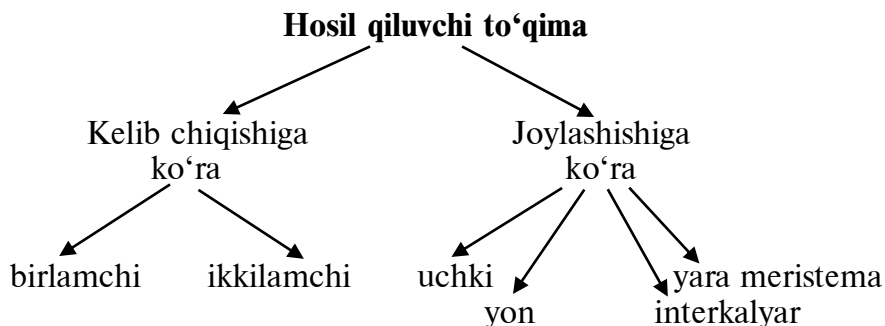 Hosil qiluvchi to‘qima
Kelib chiqishiga
ko‘ra
Joylashishiga
ko‘ra
birlamchi
ikkilamchi
uchki
yon
yara meristema
interkalyar